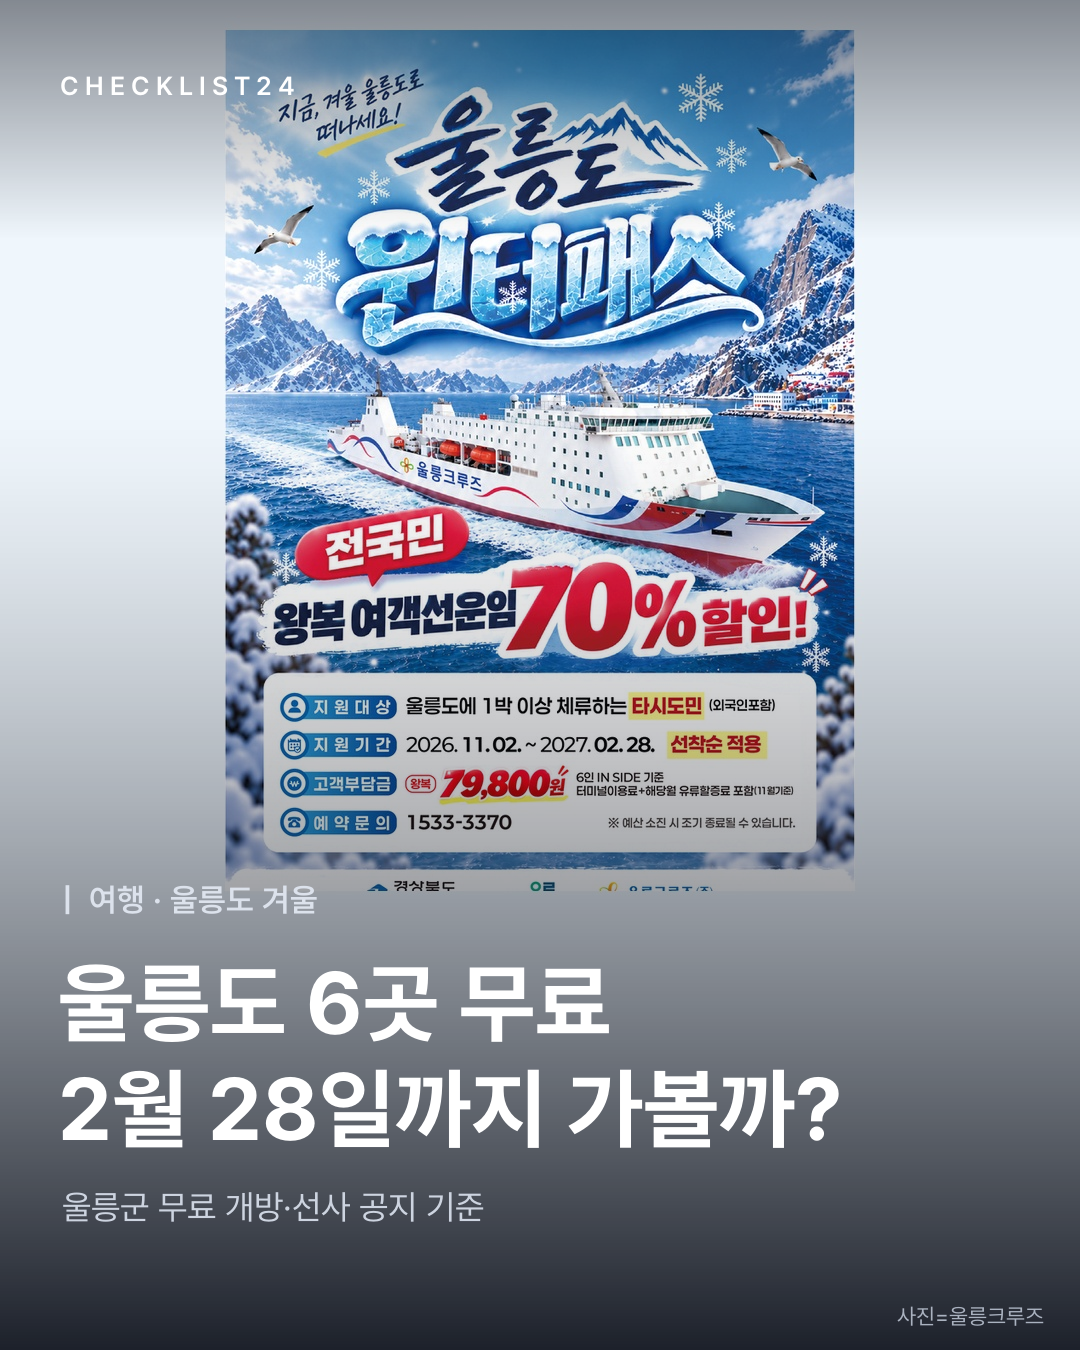 CHECKLIST24
지금, 겨울 울릉도로
떠나세요!
울릉도
윈터패스
울릉크루즈
전국민
왕복 여객선운임 70% 할인!
지원대상 울릉도에 1박 이상 체류하는 타시도민 (외국인포함)
지원기간 2026. 11. 02. ~ 2027. 02. 28. 선착순 적용
고객부담금 왕복 79,800원 6인 IN SIDE 기준
터미널이용료+해당월 유류할증료 포함(11월기준)
예약문의 1533-3370 ※ 예산 소진 시 조기 종료될 수 있습니다.
경상북도
| 여행 · 울릉도 겨울
울릉도 6곳 무료
2월 28일까지 가볼까?
울릉군 무료 개방·선사 공지 기준
사진=울릉크루즈